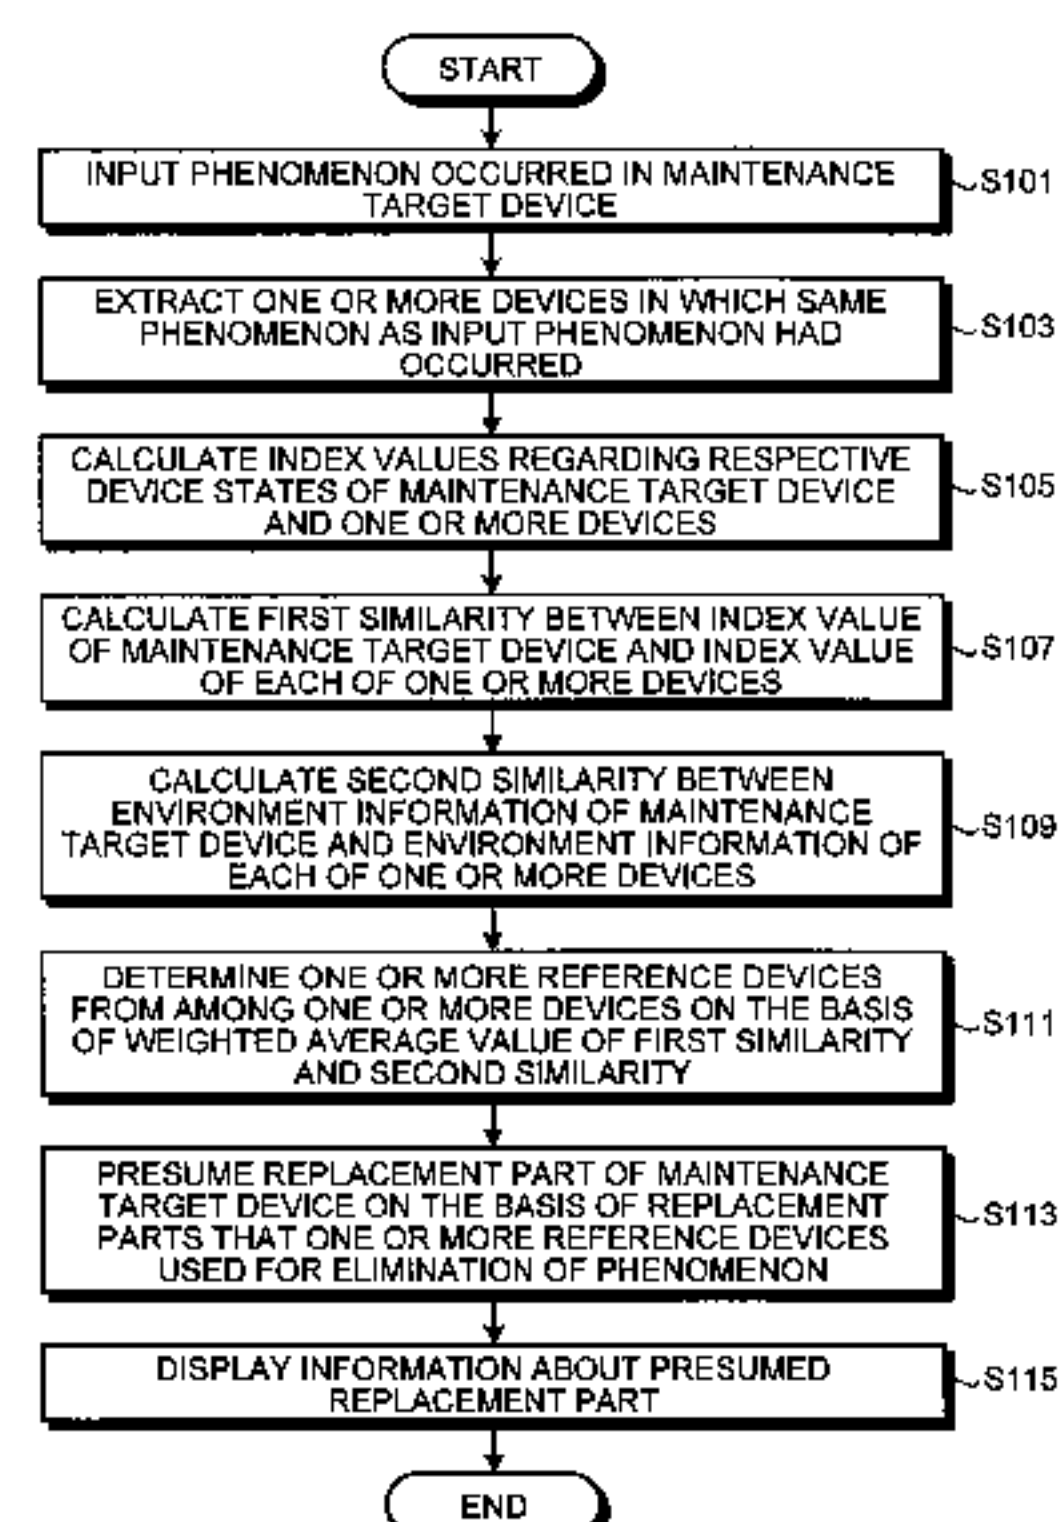 START
INPUT PHENOMENON OCCURRED IN MAINTENANCE
TARGET DEVICE
S101
EXTRACT ONE OR MORE DEVICES IN WHICH SAME
PHENOMENON AS INPUT PHENOMENON HAD
OCCURRED
S103
CALCULATE INDEX VALUES REGARDING RESPECTIVE
DEVICE STATES OF MAINTENANCE TARGET DEVICE
AND ONE OR MORE DEVICES
S105
CALCULATE FIRST SIMILARITY BETWEEN INDEX VALUE
OF MAINTENANCE TARGET DEVICE AND INDEX VALUE
OF EACH OF ONE OR MORE DEVICES
S107
CALCULATE SECOND SIMILARITY BETWEEN
ENVIRONMENT INFORMATION OF MAINTENANCE
TARGET DEVICE AND ENVIRONMENT INFORMATION OF
EACH OF ONE OR MORE DEVICES
S109
DETERMINE ONE OR MORE REFERENCE DEVICES
FROM AMONG ONE OR MORE DEVICES ON THE BASIS
OF WEIGHTED AVERAGE VALUE OF FIRST SIMILARITY
AND SECOND SIMILARITY
S111
PRESUME REPLACEMENT PART OF MAINTENANCE
TARGET DEVICE ON THE BASIS OF REPLACEMENT
PARTS THAT ONE OR MORE REFERENCE DEVICES
USED FOR ELIMINATION OF PHENOMENON
S113
DISPLAY INFORMATION ABOUT PRESUMED
REPLACEMENT PART
S115
END